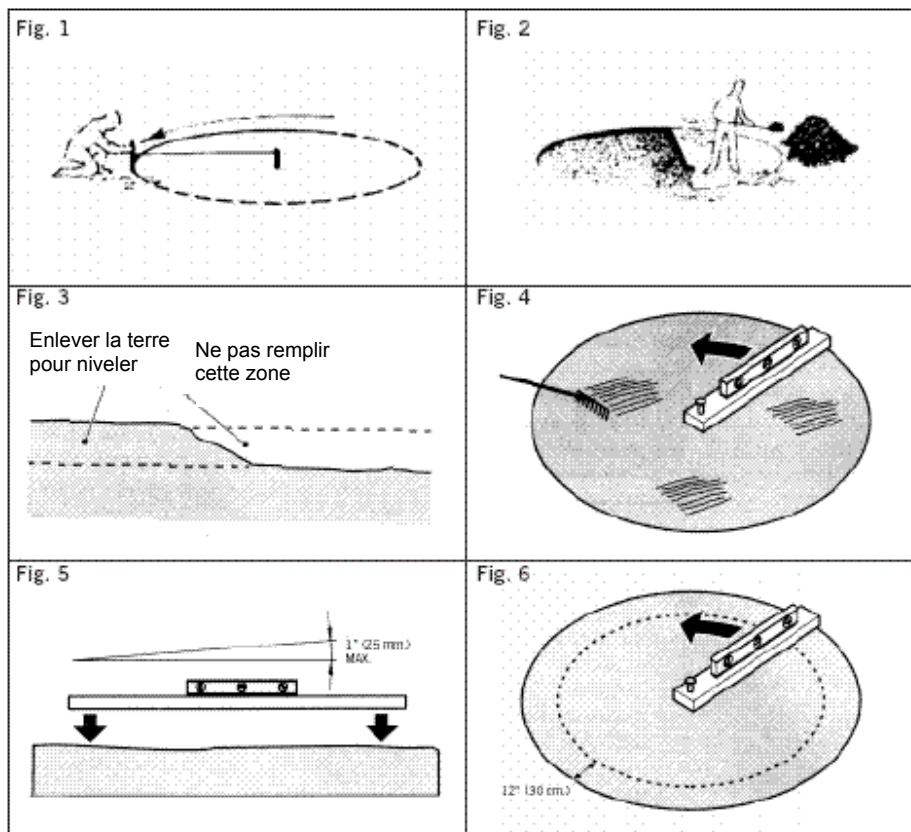 Fig. 1
Fig. 2
Fig. 3
Enlever la terre
pour niveler
Ne pas remplir
cette zone
Fig. 4
Fig. 5
1" (25 mm.)
MAX.
Fig. 6
12" (30 cm.)